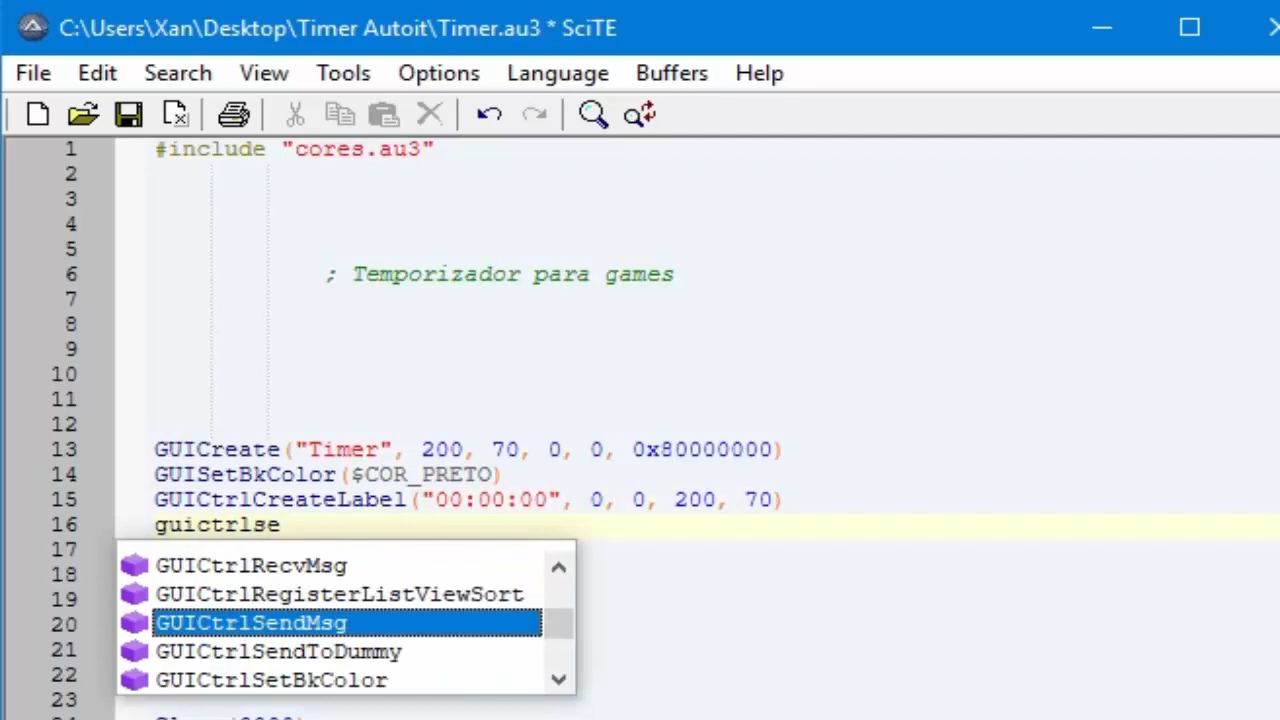 C:\Users\Xan\Desktop\Timer Autoit\Timer.au3 * SciTE
File Edit Search View Tools Options Language Buffers Help
1 #include "cores.au3"
2
3
4
5
6 ; Temporizador para games
7
8
9
10
11
12
13 GUICreate("Timer", 200, 70, 0, 0, 0x80000000)
14 GUISetBkColor($COR_PRETO)
15 GUICtrlCreateLabel("00:00:00", 0, 0, 200, 70)
16 guictrlse
17
GUICtrlRecvMsg
18
GUICtrlRegisterListViewSort
19
20 GUICtrlSendMsg
21 GUICtrlSendToDummy
22 GUICtrlSetBkColor
23